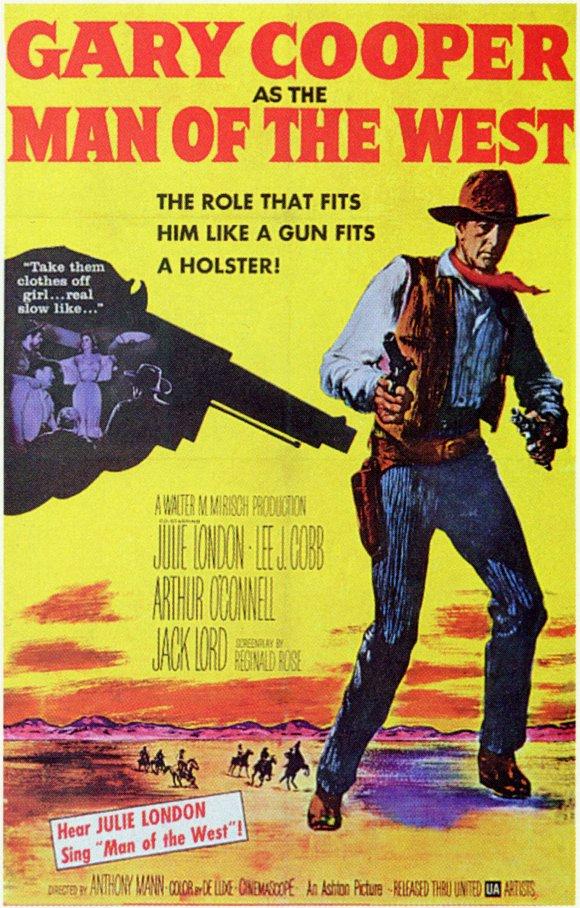 GARY COOPER
AS THE
MAN OF THE WEST
THE ROLE THAT FITS
HIM LIKE A GUN FITS
A HOLSTER!
"Take them
clothes off
girl...real
slow like..."
A WALTER M. MIRISCH PRODUCTION
CO-STARRING
JULIE LONDON · LEE J. COBB
ARTHUR O'CONNELL
JACK LORD SCREENPLAY BY REGINALD ROSE
Hear JULIE LONDON
Sing "Man of the West"!
DIRECTED BY ANTHONY MANN · COLOR BY DE LUXE · CINEMASCOPE An Ashton Picture - RELEASED THRU UNITED UA ARTISTS